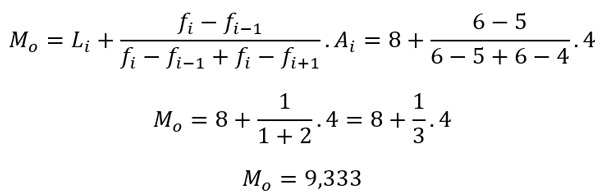 M_o = L_i + \frac{f_i - f_{i-1}}{f_i - f_{i-1} + f_i - f_{i+1}} . A_i = 8 + \frac{6 - 5}{6 - 5 + 6 - 4} . 4
M_o = 8 + \frac{1}{1 + 2} . 4 = 8 + \frac{1}{3} . 4
M_o = 9,333